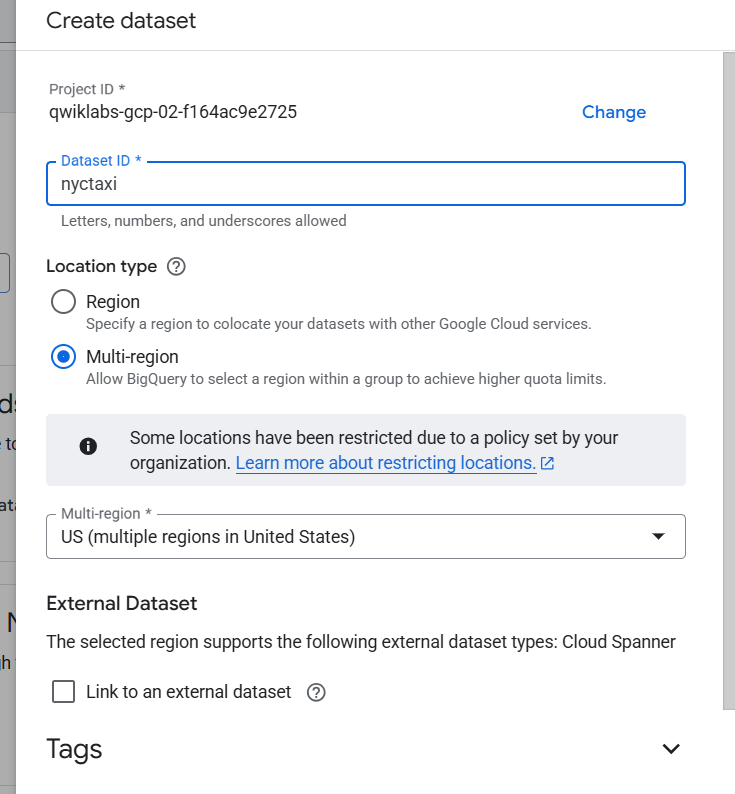 Create dataset
Project ID *
qwiklabs-gcp-02-f164ac9e2725
Change
Dataset ID *
nyctaxi
Letters, numbers, and underscores allowed
Location type
Region
Specify a region to colocate your datasets with other Google Cloud services.
Multi-region
Allow BigQuery to select a region within a group to achieve higher quota limits.
Some locations have been restricted due to a policy set by your
organization. Learn more about restricting locations.
Multi-region *
US (multiple regions in United States)
External Dataset
The selected region supports the following external dataset types: Cloud Spanner
Link to an external dataset
Tags